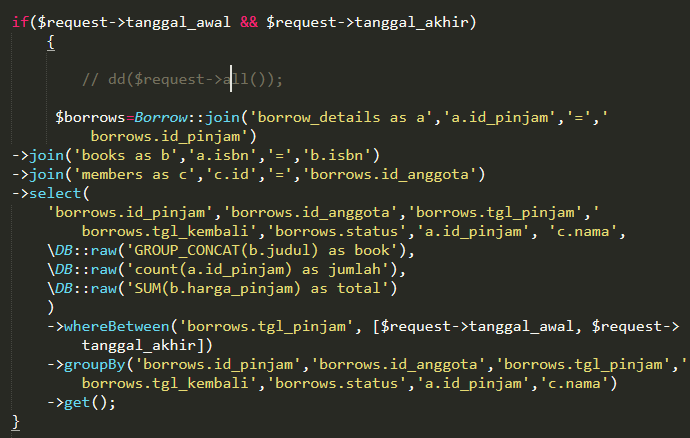 if($request->tanggal_awal && $request->tanggal_akhir)
{
// dd($request->all());
$borrows=Borrow::join('borrow_details as a','a.id_pinjam','=','
borrows.id_pinjam')
->join('books as b','a.isbn','=','b.isbn')
->join('members as c','c.id','=','borrows.id_anggota')
->select(
'borrows.id_pinjam','borrows.id_anggota','borrows.tgl_pinjam','
borrows.tgl_kembali','borrows.status','a.id_pinjam', 'c.nama',
\DB::raw('GROUP_CONCAT(b.judul) as book'),
\DB::raw('count(a.id_pinjam) as jumlah'),
\DB::raw('SUM(b.harga_pinjam) as total')
)
->whereBetween('borrows.tgl_pinjam', [$request->tanggal_awal, $request->
tanggal_akhir])
->groupBy('borrows.id_pinjam','borrows.id_anggota','borrows.tgl_pinjam','
borrows.tgl_kembali','borrows.status','a.id_pinjam','c.nama')
->get();
}